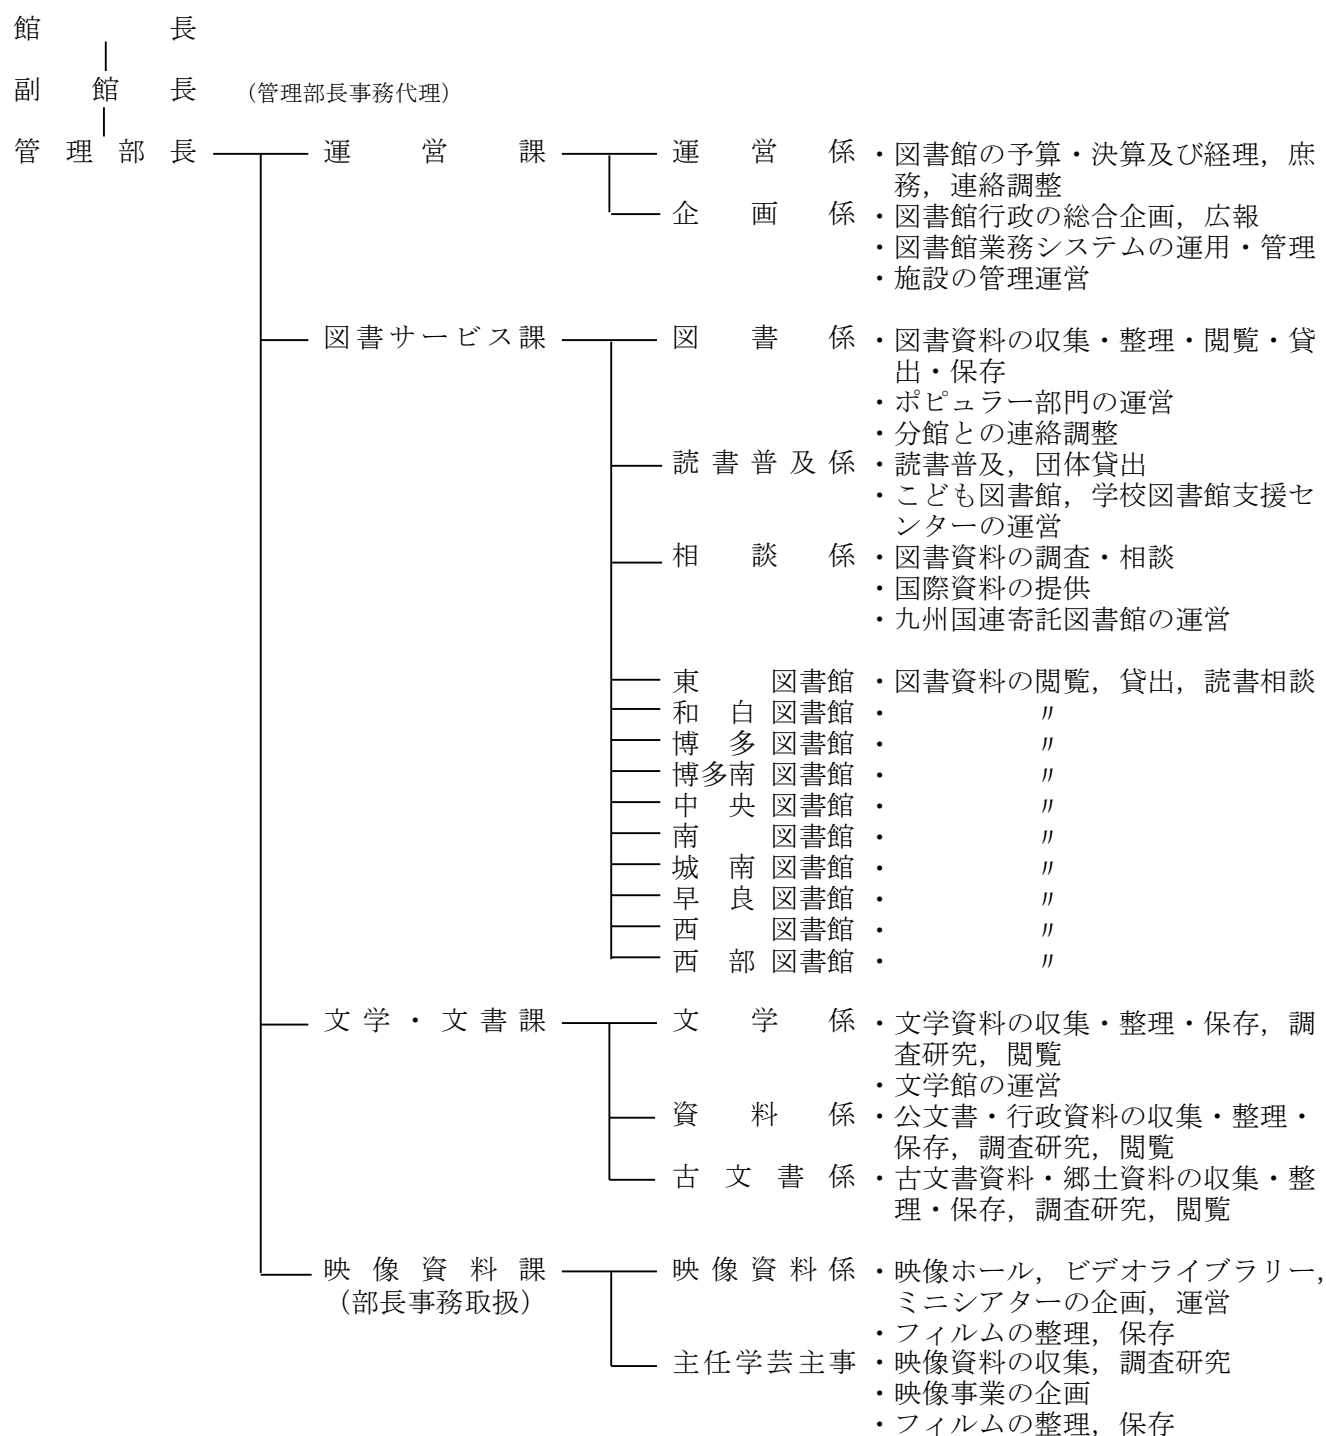 館長
副館長 (管理部長事務代理)
管理部長 運営課 運営係 ・図書館の予算・決算及び経理，庶
務，連絡調整
企画係 ・図書館行政の総合企画，広報
・図書館業務システムの運用・管理
・施設の管理運営
図書サービス課 図書係 ・図書資料の収集・整理・閲覧・貸
出・保存
・ポピュラー部門の運営
・分館との連絡調整
読書普及係 ・読書普及，団体貸出
・こども図書館，学校図書館支援セ
ンターの運営
相談係 ・図書資料の調査・相談
・国際資料の提供
・九州国連寄託図書館の運営
東図書館 ・図書資料の閲覧，貸出，読書相談
和白図書館 ・ 〃
博多図書館 ・ 〃
博多南図書館 ・ 〃
中央図書館 ・ 〃
南図書館 ・ 〃
城南図書館 ・ 〃
早良図書館 ・ 〃
西図書館 ・ 〃
西部図書館 ・ 〃
文学・文書課 文学係 ・文学資料の収集・整理・保存，調
査研究，閲覧
・文学館の運営
資料係 ・公文書・行政資料の収集・整理・
保存，調査研究，閲覧
古文書係 ・古文書資料・郷土資料の収集・整
理・保存，調査研究，閲覧
映像資料課 映像資料係 ・映像ホール，ビデオライブラリー，
(部長事務取扱) ミニシアターの企画，運営
・フィルムの整理，保存
主任学芸主事 ・映像資料の収集，調査研究
・映像事業の企画
・フィルムの整理，保存